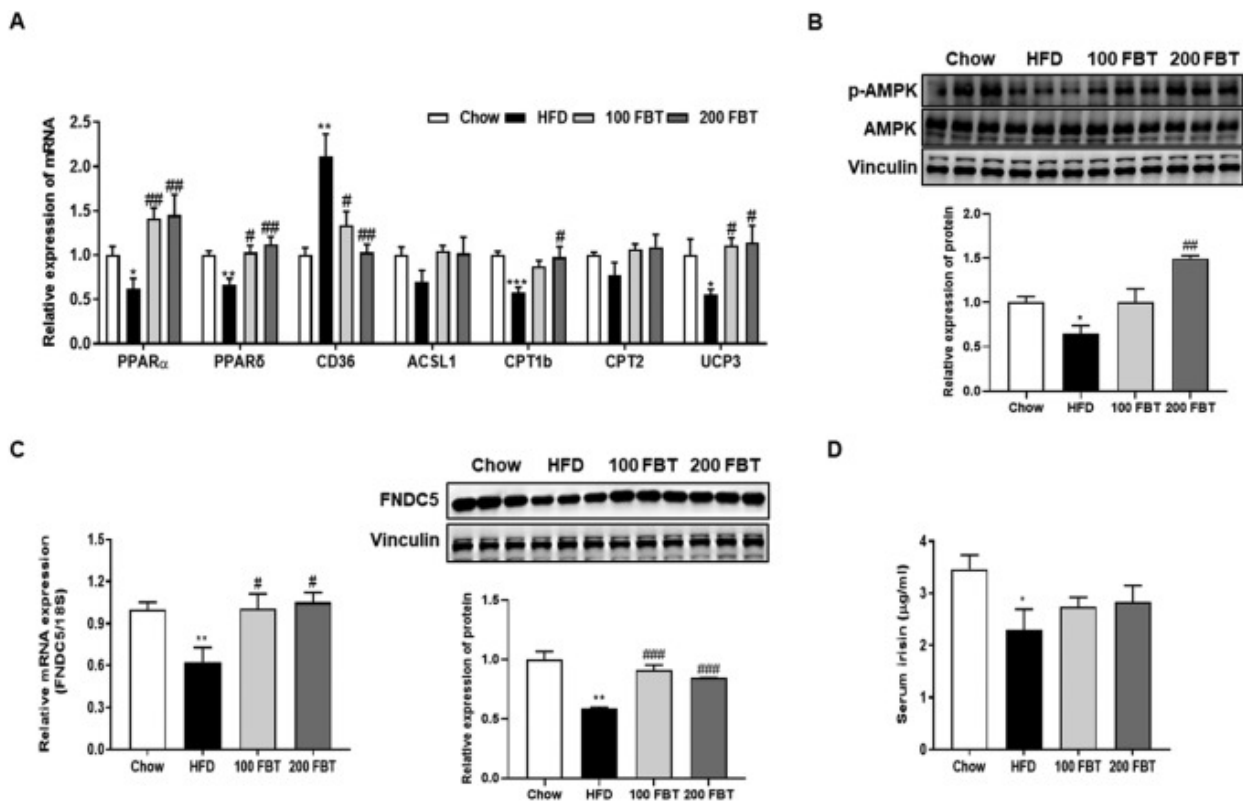 A
Chow HFD 100 FBT 200 FBT
Relative expression of mRNA
2.5
2.0
1.5
1.0
0.5
0.0
* ## ##
** # ##
** # ##
*** #
* # #
PPARα PPARδ CD36 ACSL1 CPT1b CPT2 UCP3
B
Chow HFD 100 FBT 200 FBT
p-AMPK
AMPK
Vinculin
Relative expression of protein
2.0
1.5
1.0
0.5
0.0
* ##
Chow HFD 100 FBT 200 FBT
C
Relative mRNA expression
(FNDC5/18S)
1.5
1.2
0.9
0.6
0.3
0.0
** # #
Chow HFD 100 FBT 200 FBT
Chow HFD 100 FBT 200 FBT
FNDC5
Vinculin
Relative expression of protein
1.5
1.0
0.5
0.0
** ### ###
Chow HFD 100 FBT 200 FBT
D
Serum irisin (μg/ml)
4
3
2
1
0
*
Chow HFD 100 FBT 200 FBT